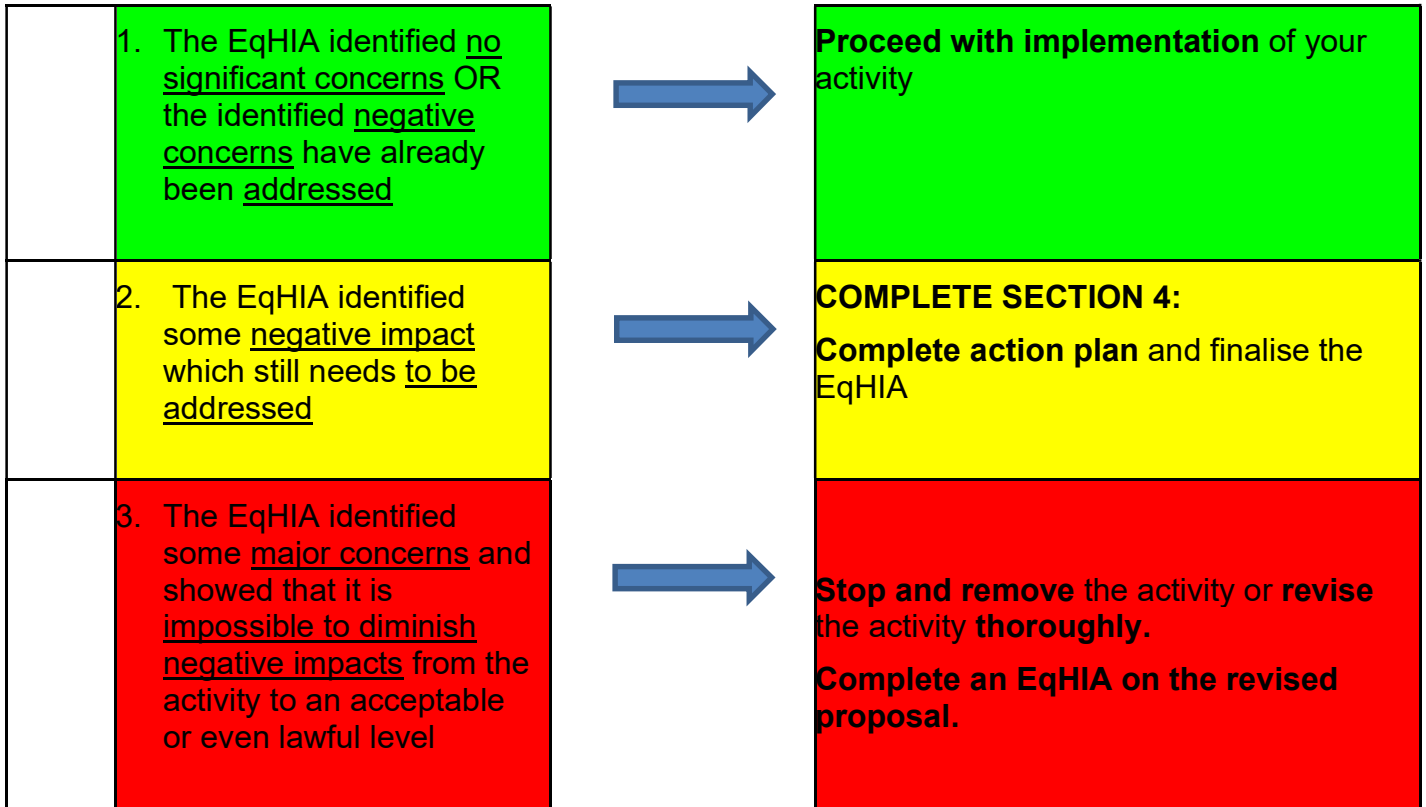 1. The EqHIA identified no
significant concerns OR
the identified negative
concerns have already
been addressed
Proceed with implementation of your
activity
2. The EqHIA identified
some negative impact
which still needs to be
addressed
COMPLETE SECTION 4:
Complete action plan and finalise the
EqHIA
3. The EqHIA identified
some major concerns and
showed that it is
impossible to diminish
negative impacts from the
activity to an acceptable
or even lawful level
Stop and remove the activity or revise
the activity thoroughly.
Complete an EqHIA on the revised
proposal.